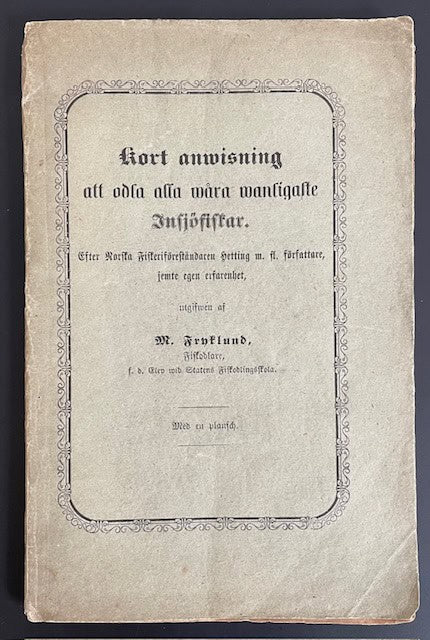 Kort anwisning
att odla alla wåra wanligaste
Insjöfiskar.
Efter Norska Fiskeriföreståndaren Hetting m. fl. författare,
jemte egen erfarenhet,
utgifwen af
M. Fryklund,
Fiskodlare,
f. d. Elev wid Statens Fiskodlingsskola.
Med en plansch.